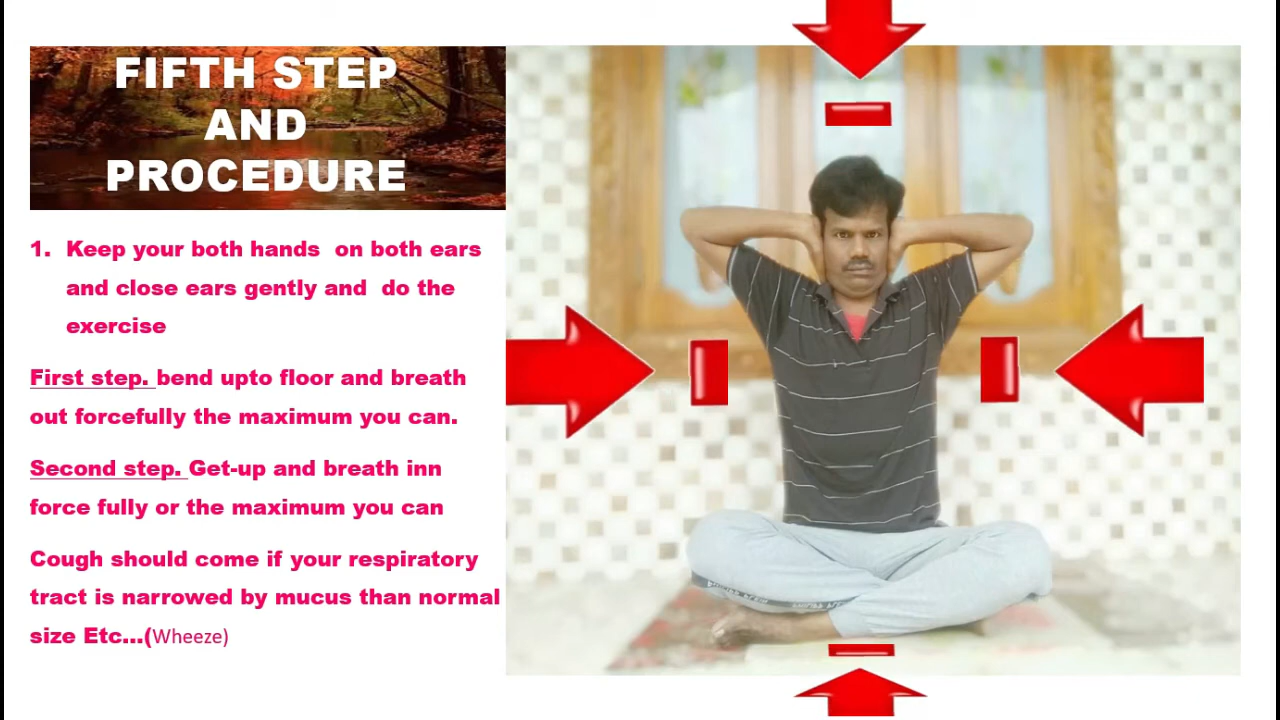 FIFTH STEP
AND
PROCEDURE
1. Keep your both hands on both ears
and close ears gently and do the
exercise
First step. bend upto floor and breath
out forcefully the maximum you can.
Second step. Get-up and breath inn
force fully or the maximum you can
Cough should come if your respiratory
tract is narrowed by mucus than normal
size Etc...(Wheeze)